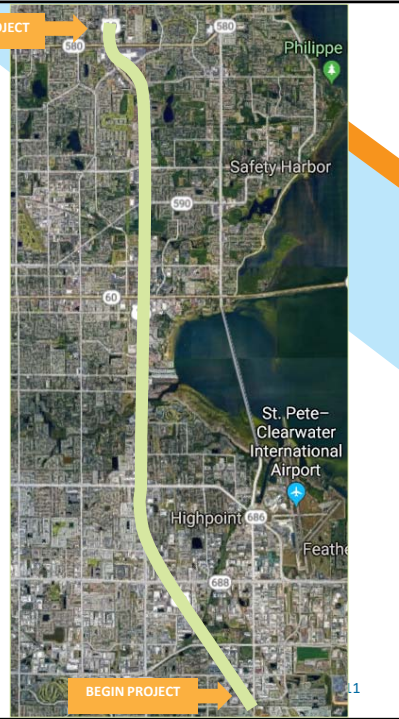 OJECT
580
580
Philippe
Safety Harbor
590
60
St. Pete–
Clearwater
International
Airport
Highpoint
686
Feathe
688
BEGIN PROJECT
11